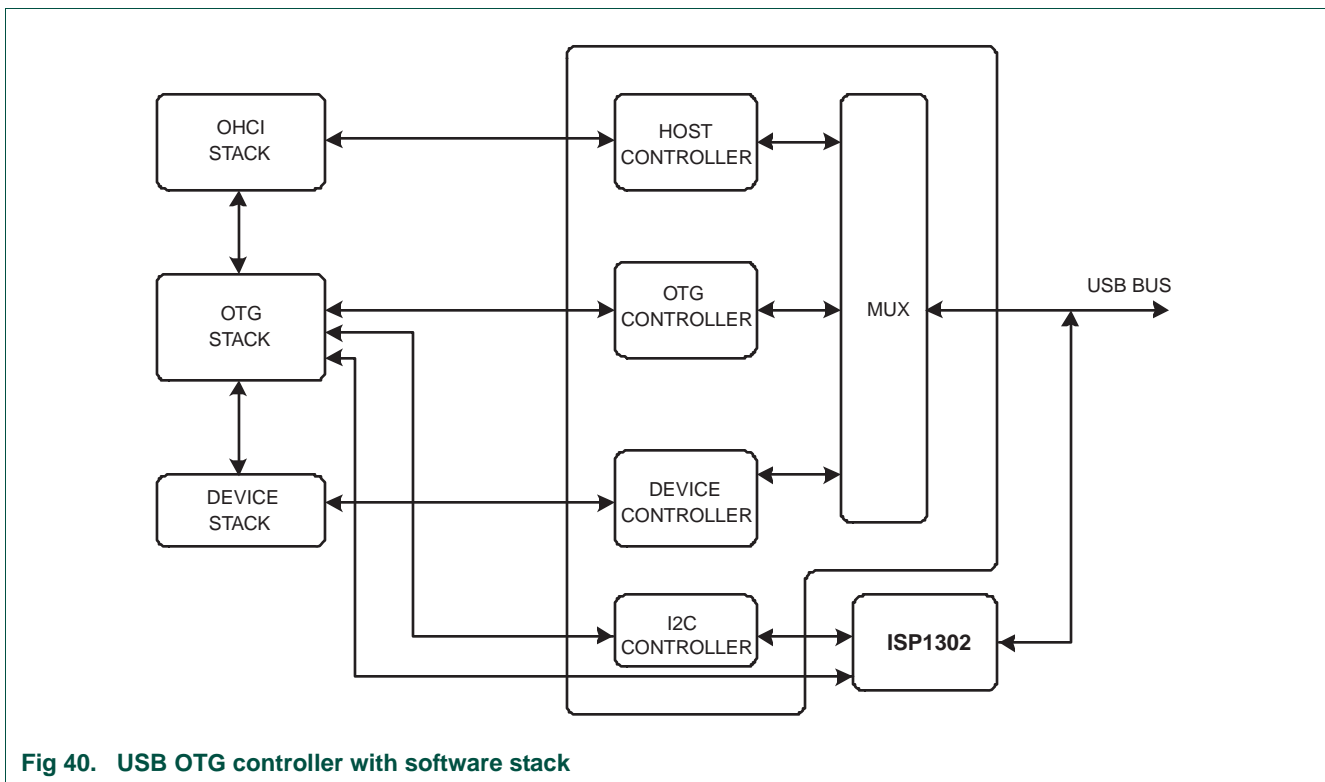 OHCI
STACK
HOST
CONTROLLER
OTG
STACK
OTG
CONTROLLER
MUX
USB BUS
DEVICE
STACK
DEVICE
CONTROLLER
I2C
CONTROLLER
ISP1302
Fig 40. USB OTG controller with software stack